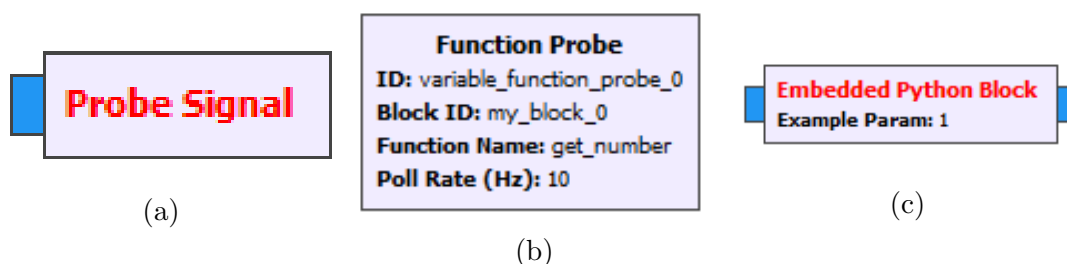 Probe Signal
(a)
Function Probe
ID: variable_function_probe_0
Block ID: my_block_0
Function Name: get_number
Poll Rate (Hz): 10
(b)
Embedded Python Block
Example Param: 1
(c)